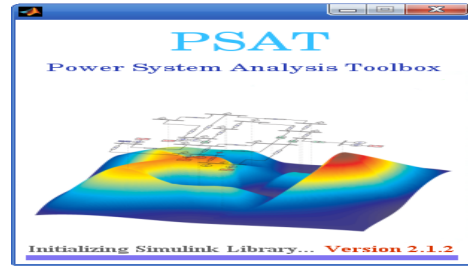 PSAT
Power System Analysis Toolbox
Initializing Simulink Library... Version 2.1.2